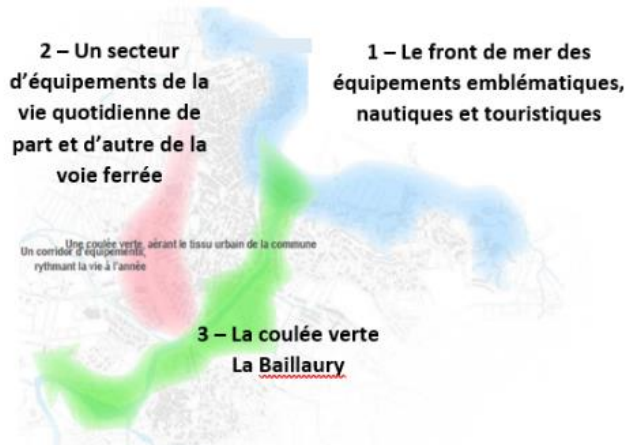 2 – Un secteur
d'équipements de la
vie quotidienne de
part et d'autre de la
voie ferrée
1 – Le front de mer des
équipements emblématiques,
nautiques et touristiques
Une coulée verte, aérant le tissu urbain de la commune
Un corridor d'équipements,
rythmant la vie à l'année
3 – La coulée verte
La Baillaury